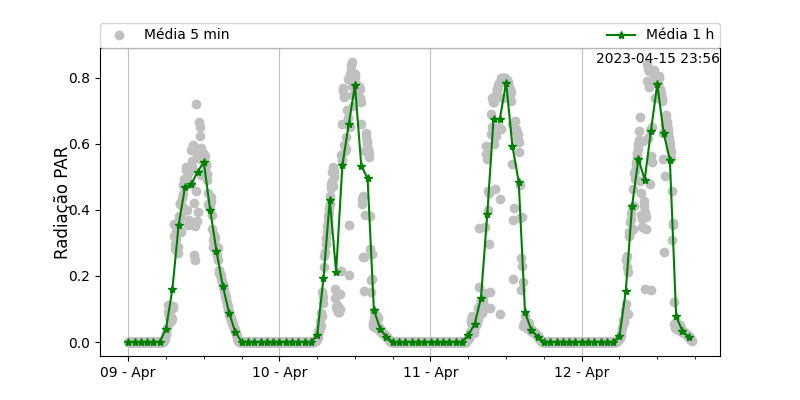 Média 5 min
Média 1 h
2023-04-15 23:56
Radiação PAR
0.8
0.6
0.4
0.2
0.0
09 - Apr
10 - Apr
11 - Apr
12 - Apr